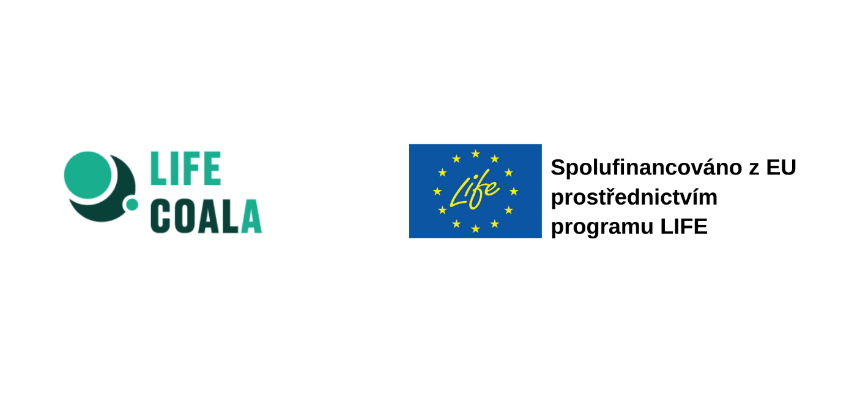 LIFE
COALA
Life
Spolufinancováno z EU
prostřednictvím
programu LIFE